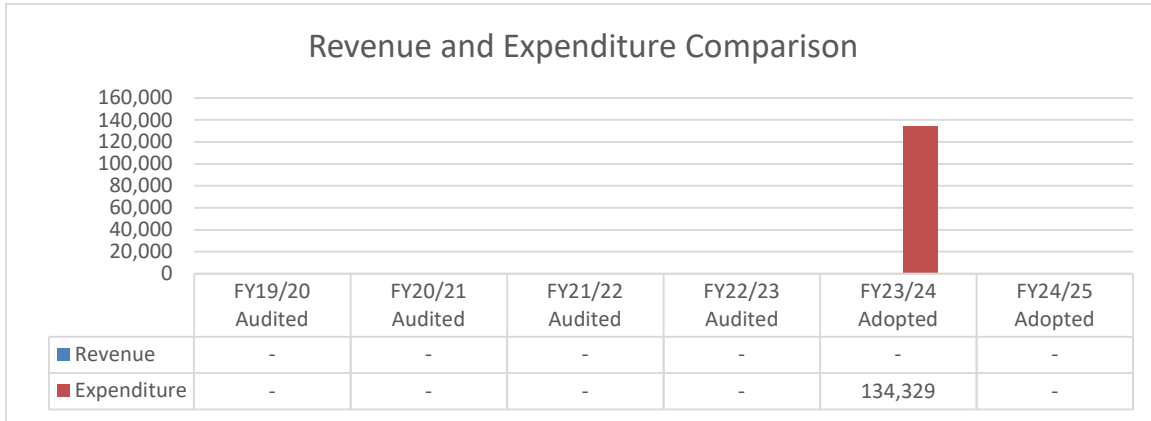 Revenue and Expenditure Comparison
160,000
140,000
120,000
100,000
80,000
60,000
40,000
20,000
0
FY19/20 FY20/21 FY21/22 FY22/23 FY23/24 FY24/25
Audited Audited Audited Audited Adopted Adopted
Revenue - - - - - -
Expenditure - - - - 134,329 -